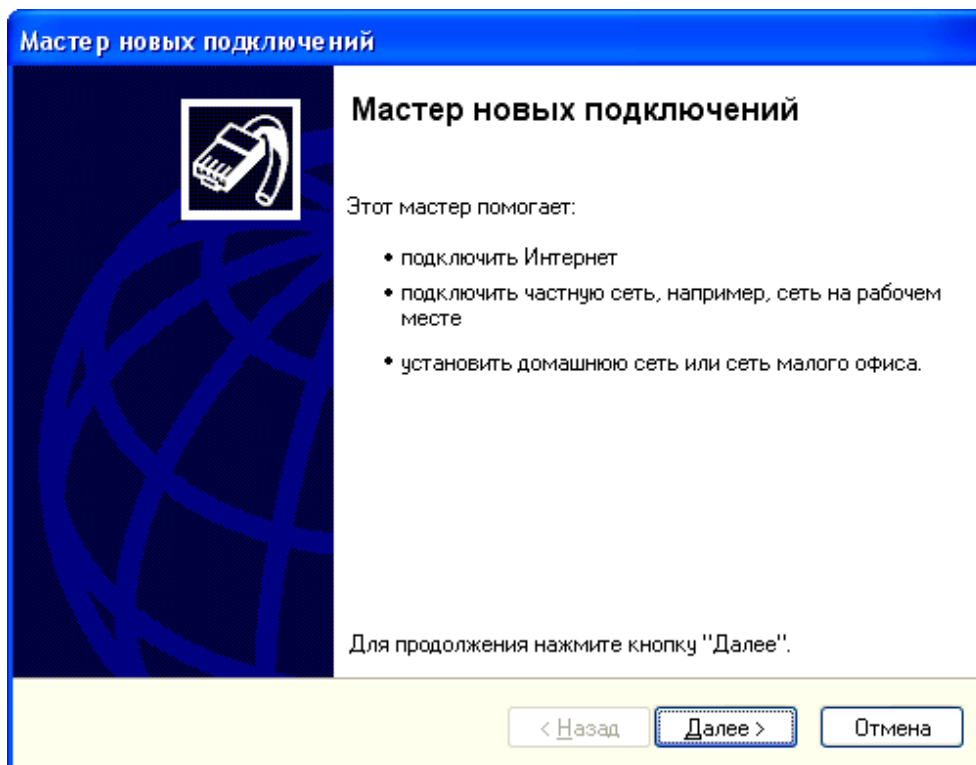 Мастер новых подключений
Мастер новых подключений
Этот мастер помогает:
• подключить Интернет
• подключить частную сеть, например, сеть на рабочем
месте
• установить домашнюю сеть или сеть малого офиса.
Для продолжения нажмите кнопку "Далее".
< Назад Далее > Отмена